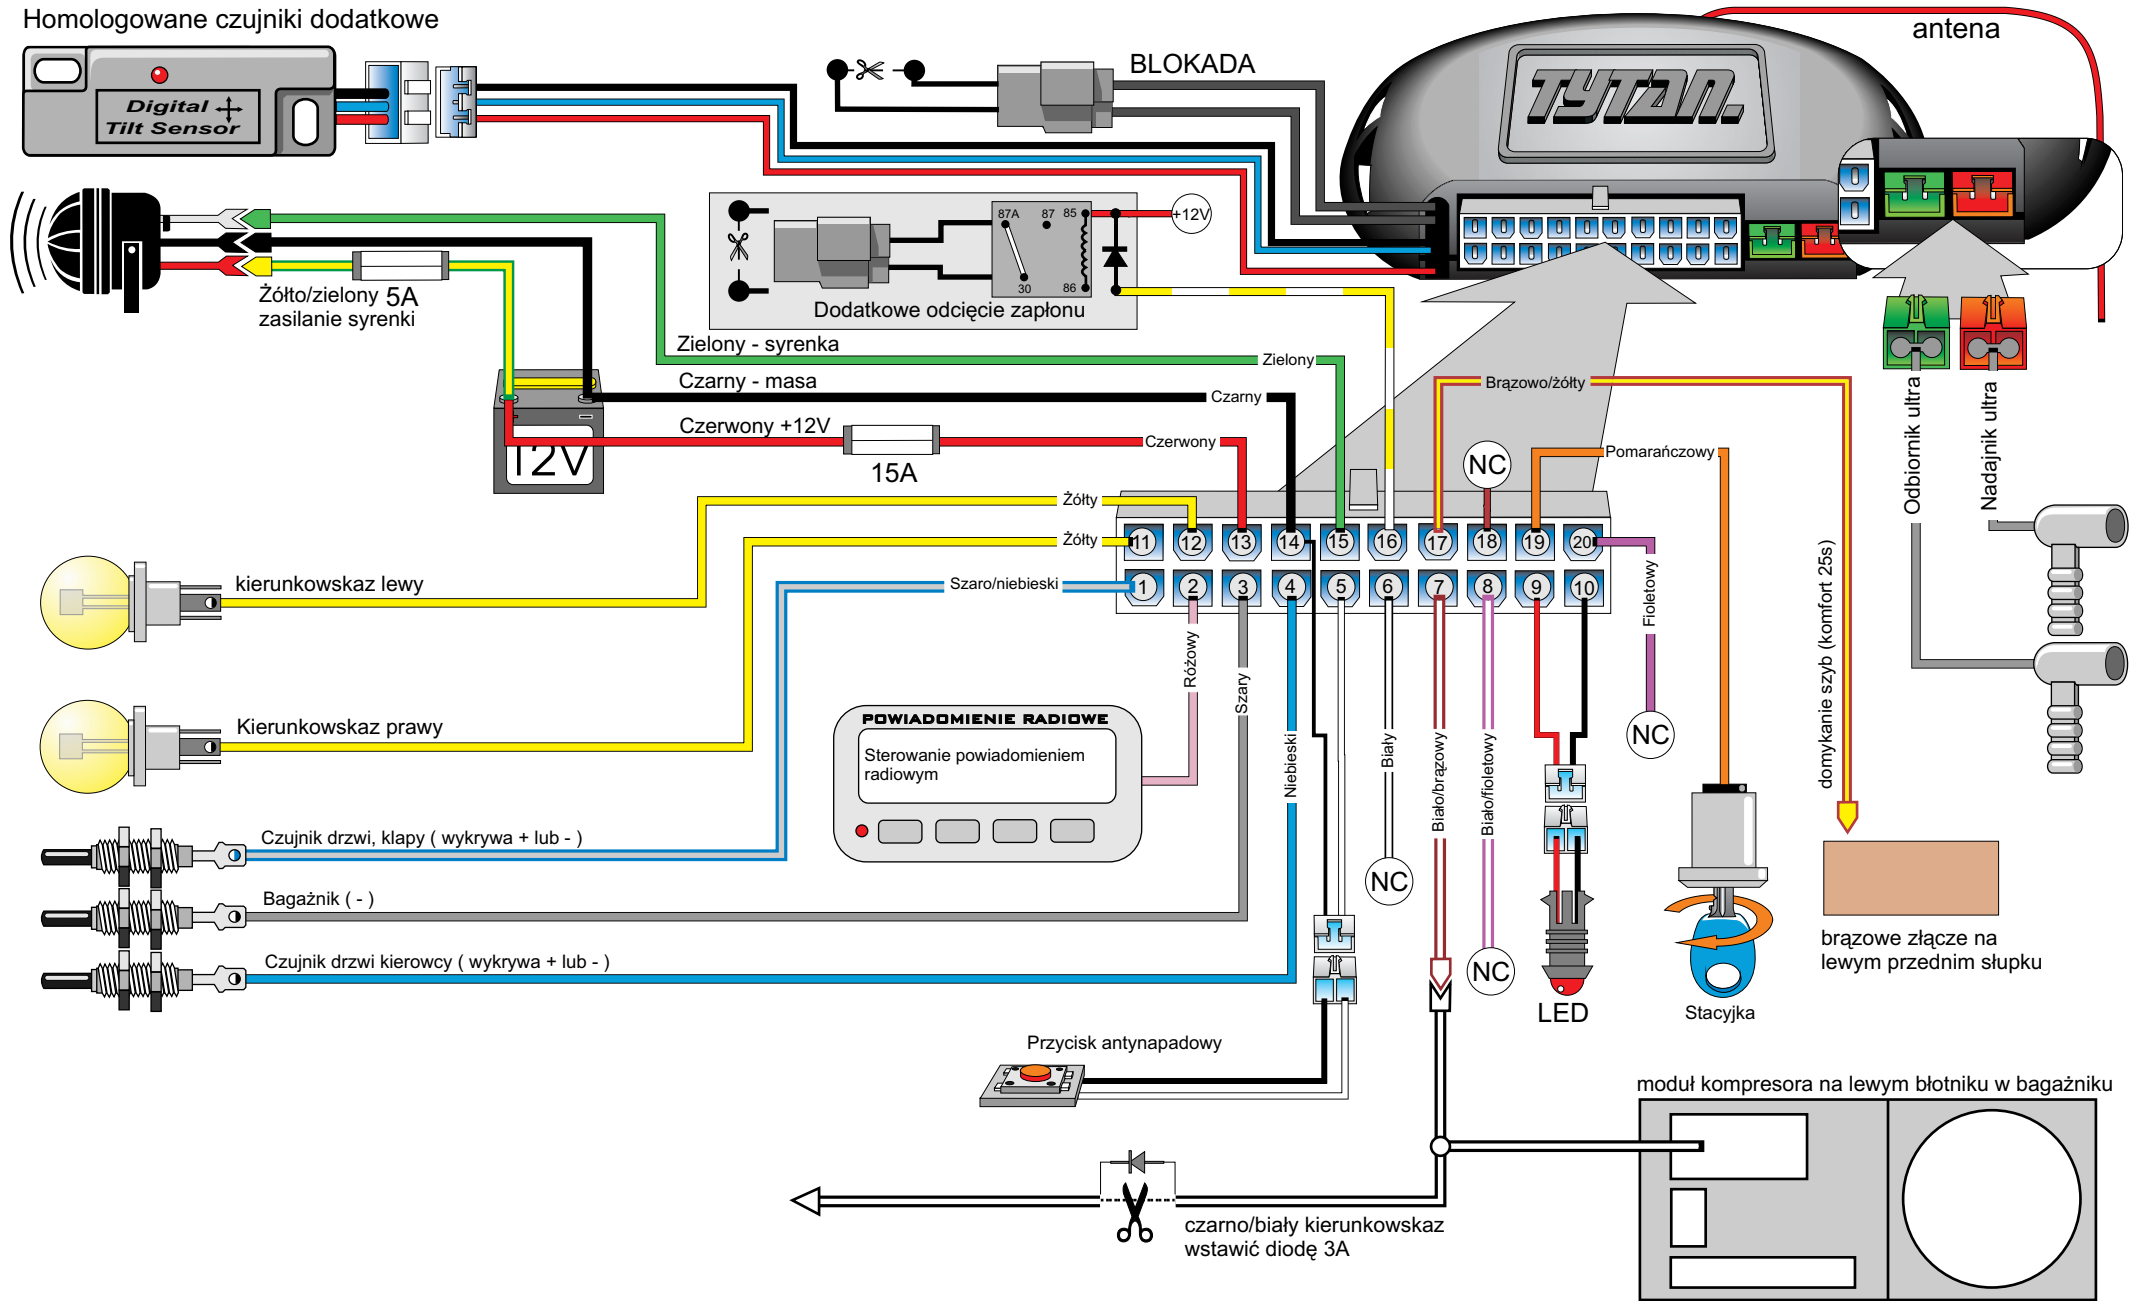 Homologowane czujniki dodatkowe
Digital
Tilt Sensor
BLOKADA
TYTAN.
antena
Żółto/zielony 5A
zasilanie syrenki
87A 87 85
+12V
30 86
Dodatkowe odcięcie zapłonu
Zielony - syrenka
Zielony
Czarny - masa
Czarny
Czerwony +12V
Czerwony
15A
12V
Brązowo/żółty
NC
Pomarańczowy
Odbiornik ultra
Nadajnik ultra
Żółty
Żółty
11 12 13 14 15 16 17 18 19 20
1 2 3 4 5 6 7 8 9 10
Szaro/niebieski
kierunkowskaz lewy
Kierunkowskaz prawy
Różowy
Szary
Niebieski
Biały
Biało/brązowy
Biało/fioletowy
Fioletowy
NC
domykanie szyb (komfort 25s)
POWIADOMIENIE RADIOWE
Sterowanie powiadomieniem
radiowym
Czujnik drzwi, klapy ( wykrywa + lub - )
Bagażnik ( - )
Czujnik drzwi kierowcy ( wykrywa + lub - )
NC
NC
LED
Stacyjka
brązowe złącze na
lewym przednim słupku
Przycisk antynapadowy
moduł kompresora na lewym błotniku w bagażniku
czarno/biały kierunkowskaz
wstawić diodę 3A